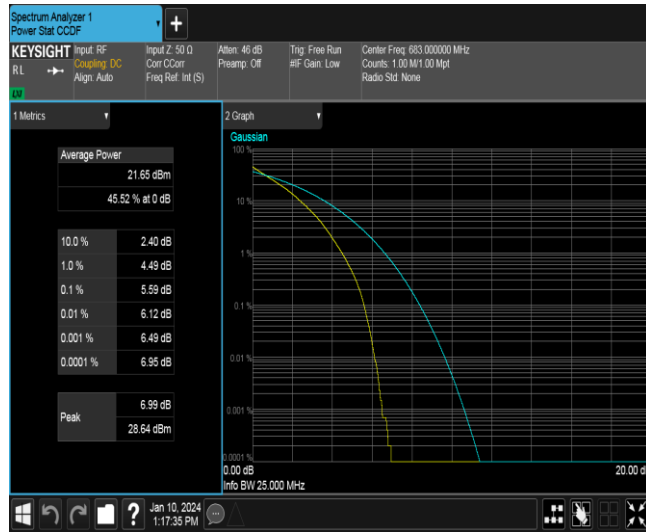 Spectrum Analyzer 1
Power Stat CCDF
+
KEYSIGHT
RL
LXI
Input: RF
Coupling: DC
Align: Auto
Input Z: 50 Ω
Corr CCorr
Freq Ref: Int (S)
Atten: 46 dB
Preamp: Off
Trig: Free Run
#IF Gain: Low
Center Freq: 683.000000 MHz
Counts: 1.00 M/1.00 Mpt
Radio Std: None
1 Metrics
Average Power
21.65 dBm
45.52 % at 0 dB
10.0 % 2.40 dB
1.0 % 4.49 dB
0.1 % 5.59 dB
0.01 % 6.12 dB
0.001 % 6.49 dB
0.0001 % 6.95 dB
Peak
6.99 dB
28.64 dBm
2 Graph
Gaussian
100 %
10 %
1 %
0.1 %
0.01 %
0.001 %
0.0001 %
0.00 dB
20.00 dB
Info BW 25.000 MHz
?
Jan 10, 2024
1:17:35 PM